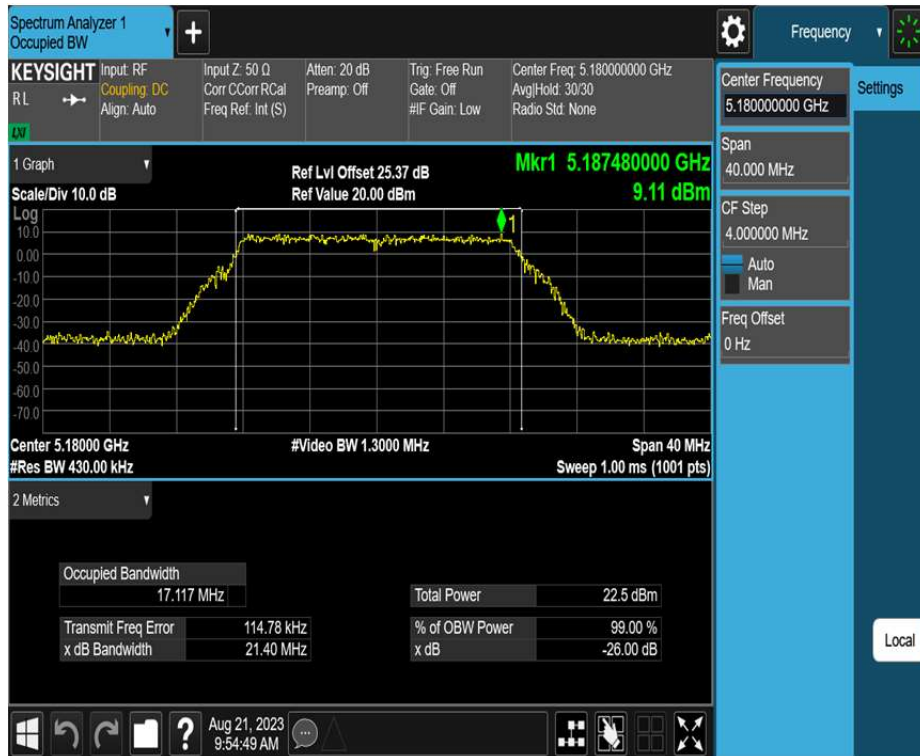 Spectrum Analyzer 1
Occupied BW
+
Frequency
KEYSIGHT
R L
LXI
Input: RF
Coupling: DC
Align: Auto
Input Z: 50 Ω
Corr CCorr RCal
Freq Ref: Int (S)
Atten: 20 dB
Preamp: Off
Trig: Free Run
Gate: Off
#IF Gain: Low
Center Freq: 5.180000000 GHz
Avg|Hold: 30/30
Radio Std: None
Center Frequency
5.18000000 GHz
Settings
Span
40.000 MHz
CF Step
4.000000 MHz
Auto
Man
Freq Offset
0 Hz
Local
1 Graph
Scale/Div 10.0 dB
Ref Lvl Offset 25.37 dB
Ref Value 20.00 dBm
Mkr1 5.187480000 GHz
9.11 dBm
Log
10.0
0.00
-10.0
-20.0
-30.0
-40.0
-50.0
-60.0
-70.0
1
Center 5.18000 GHz
#Res BW 430.00 kHz
#Video BW 1.3000 MHz
Span 40 MHz
Sweep 1.00 ms (1001 pts)
2 Metrics
Occupied Bandwidth
17.117 MHz
Transmit Freq Error 114.78 kHz
x dB Bandwidth 21.40 MHz
Total Power 22.5 dBm
% of OBW Power 99.00 %
x dB -26.00 dB
?
Aug 21, 2023
9:54:49 AM